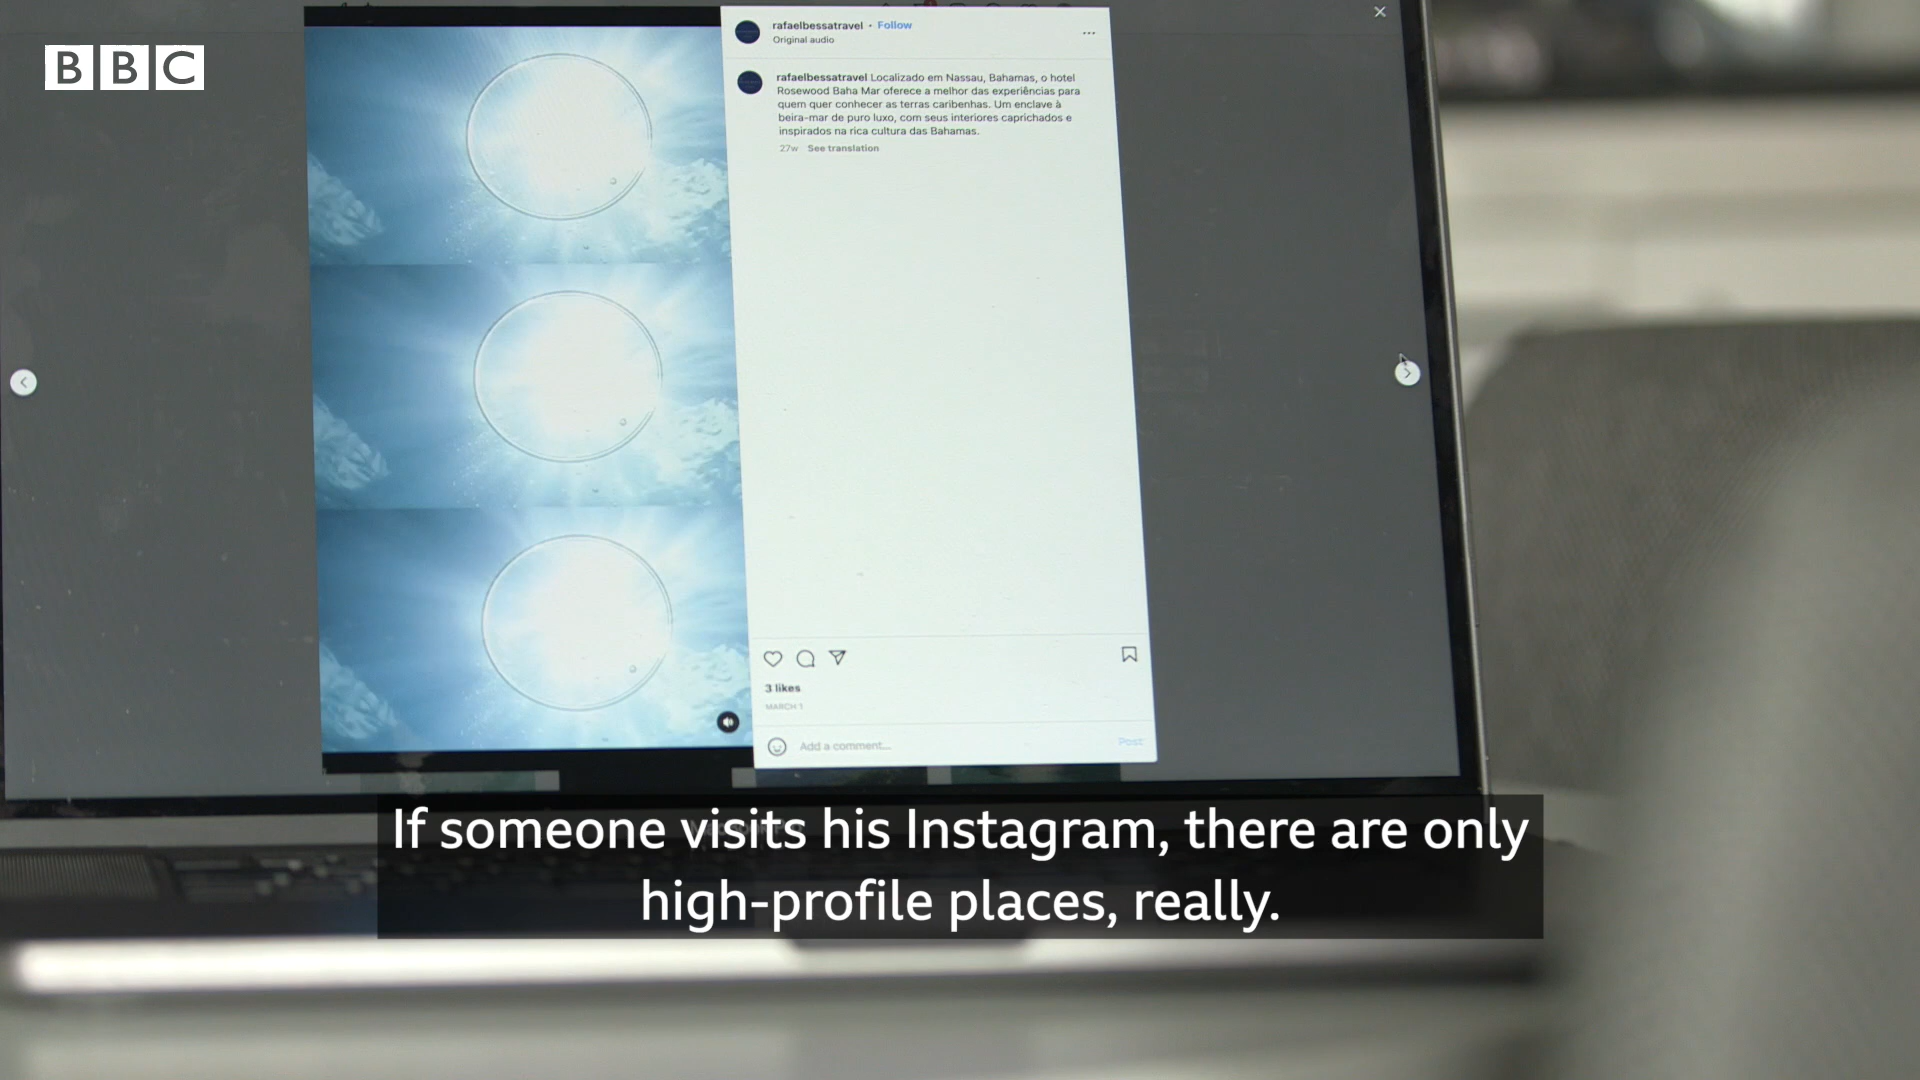 BBC
rafaelbessatravel • Follow
Original audio
rafaelbessatravel Localizado em Nassau, Bahamas, o hotel
Rosewood Baha Mar oferece a melhor das experiências para
quem quer conhecer as terras caribenhas. Um enclave à
beira-mar de puro luxo, com seus interiores caprichados e
inspirados na rica cultura das Bahamas.
27w See translation
3 likes
MARCH 1
Add a comment...
Post
If someone visits his Instagram, there are only
high-profile places, really.